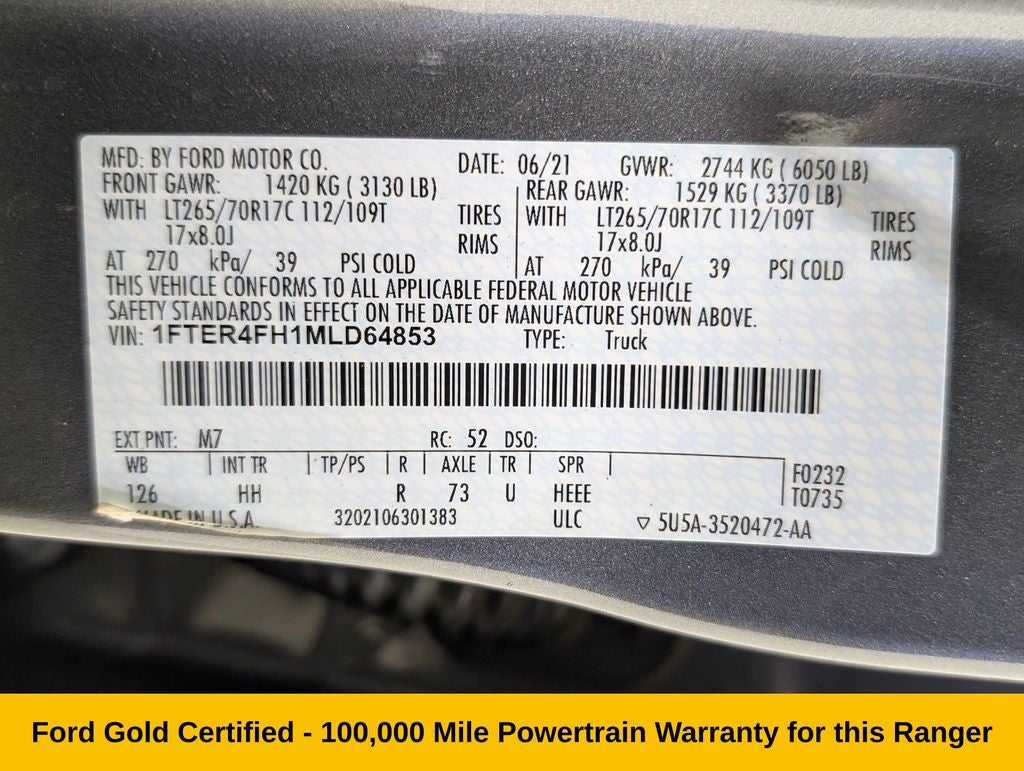 MFD: BY FORD MOTOR CO. DATE: 06/21 GVWR: 2744 KG ( 6050 LB)
FRONT GAWR: 1420 KG ( 3130 LB) REAR GAWR: 1529 KG ( 3370 LB)
WITH LT265/70R17C 112/109T TIRES WITH LT265/70R17C 112/109T TIRES
17x8.0J RIMS 17x8.0J RIMS
AT 270 kPa/ 39 PSI COLD AT 270 kPa/ 39 PSI COLD
THIS VEHICLE CONFORMS TO ALL APPLICABLE FEDERAL MOTOR VEHICLE
SAFETY STANDARDS IN EFFECT ON THE DATE OF MANUFACTURE SHOWN ABOVE.
VIN: 1FTER4FH1MLD64853 TYPE: Truck
EXT PNT: M7 RC: 52 DSO:
WB INT TR TP/PS R AXLE TR SPR F0232
126 HH R 73 U HEEE T0735
MADE IN U.S.A. 3202106301383 ULC ▽ 5U5A-3520472-AA
Ford Gold Certified - 100,000 Mile Powertrain Warranty for this Ranger